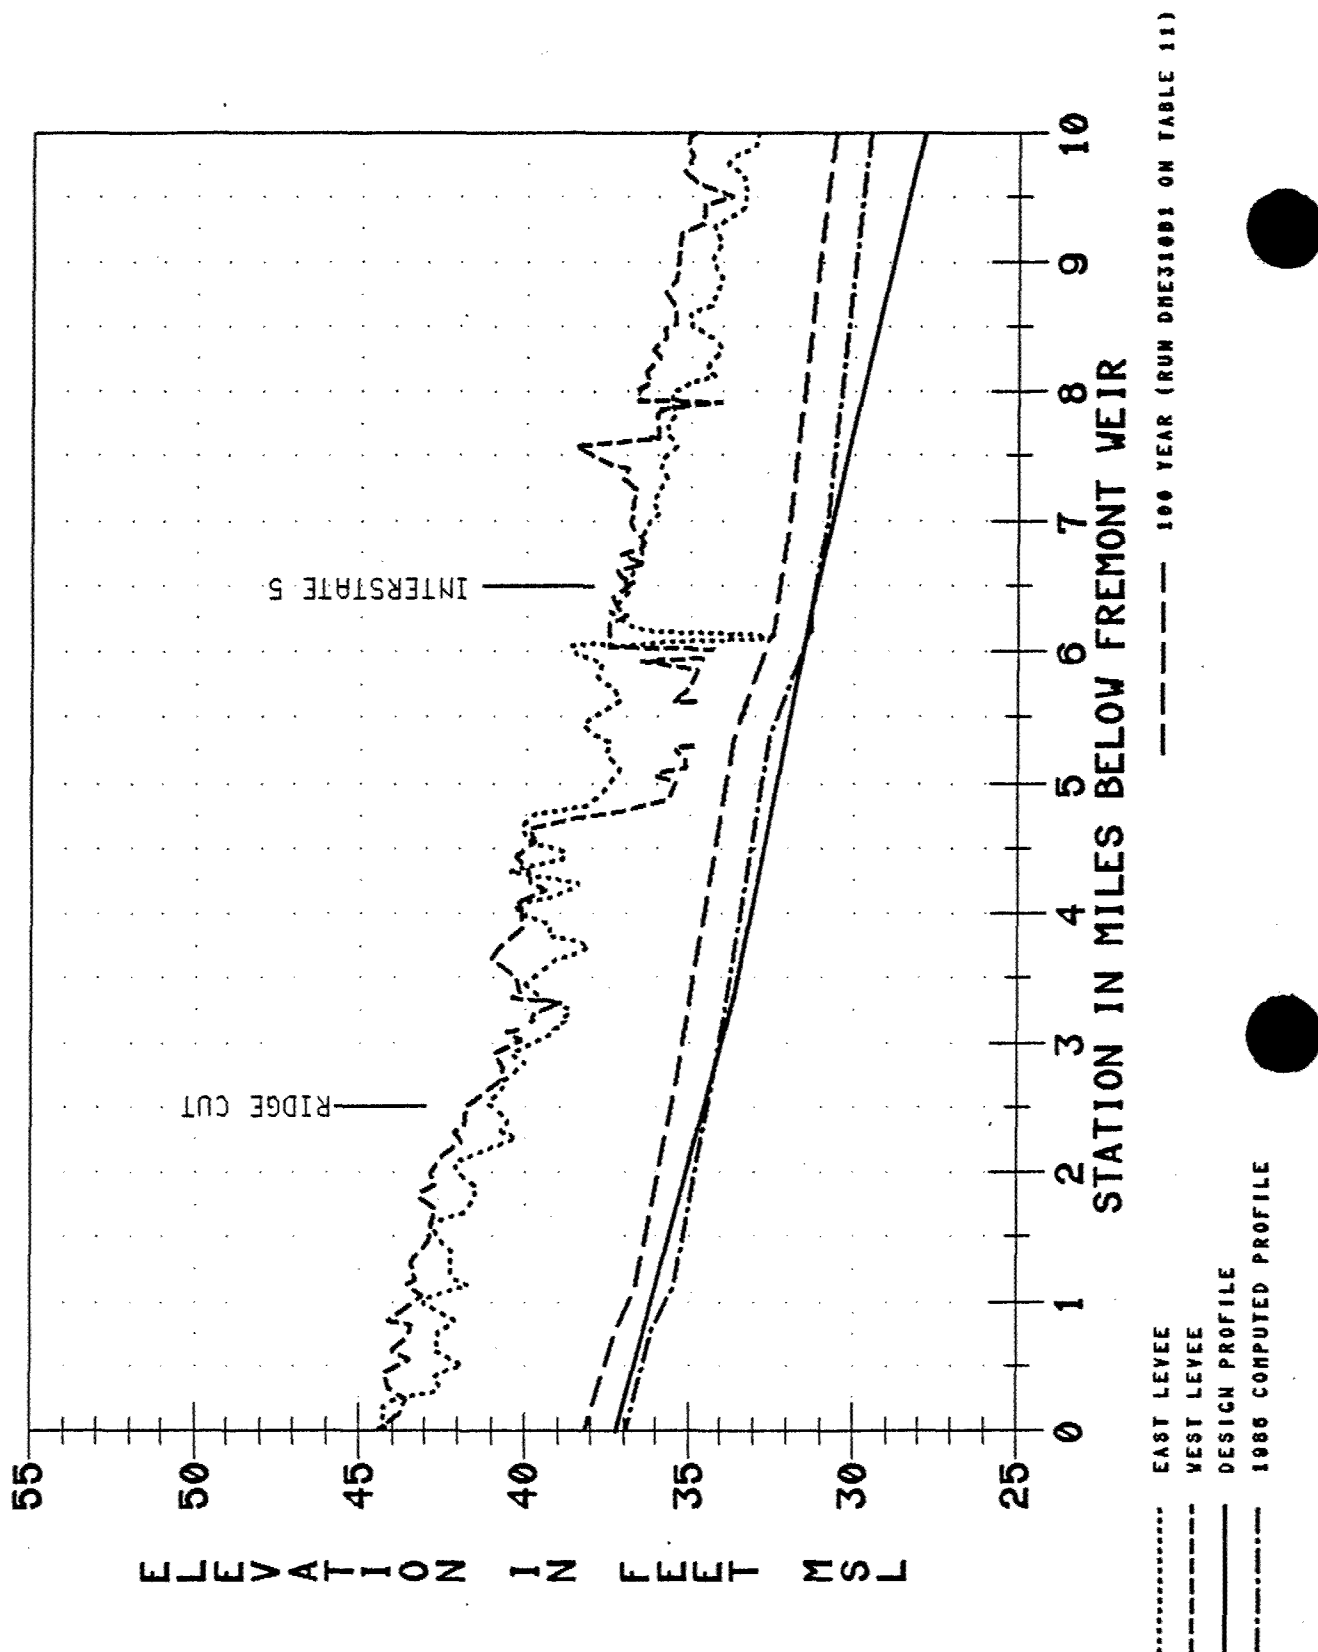 ELEVATION IN FEET MSL
55
50
45
40
35
30
25
RIDGE CUT
INTERSTATE 5
0
1
2
3
4
5
6
7
8
9
10
STATION IN MILES BELOW FREMONT WEIR
EAST LEVEE
WEST LEVEE
DESIGN PROFILE
1986 COMPUTED PROFILE
100 YEAR (RUN DME310B1 ON TABLE 11)